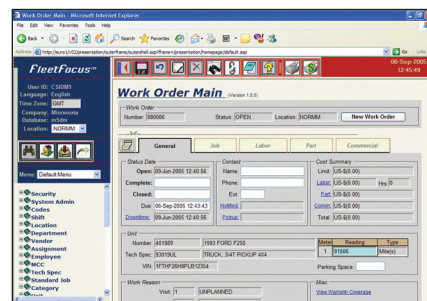 Work Order Main - Microsoft Internet Explorer
File Edit View Favorites Tools Help
Back Search Favorites
Address http://euro1/v02/presentation/outerframe/outershell.asp?frame=/presentation/homepage/default.asp Go Links
FleetFocus
06-Sep-2005
12:45:49
User ID: CSIDM1
Language: English
Time Zone: GMT
Company: Minnesota
Database: m5dev
Location: NORMM
Menu: Default Menu
Security
System Admin
Codes
Shift
Location
Department
Vendor
Assignment
Employee
MCC
Tech Spec
Standard Job
Category
Work Order Main (Version 1.0.0)
Work Order
Number 880006 Status OPEN Location NORMM New Work Order
General Job Labor Part Commercial
Status Date
Open: 09-Jun-2005 12:40:56
Complete:
Closed:
Due: 06-Sep-2005 12:43:43
Downtime: 09-Jun-2005 12:40:56
Contact
Name:
Phone:
Ext:
Notified:
Pickup:
Cost Summary
Limit: US-$(0.00)
Labor: US-$(0.00) Hrs: 0
Part: US-$(0.00)
Comm: US-$(0.00)
Total: US-$(0.00)
Unit
Number 401989 1993 FORD F250
Tech Spec: 93019UL TRUCK, 3/4T PICKUP 4X4
VIN: 1FTHF26H9PLB12354
Meter Reading Type
1 91506 Mile(s)
Parking Space:
Work Reason
Visit: 1 UNPLANNED
Misc
View Warranty Coverage